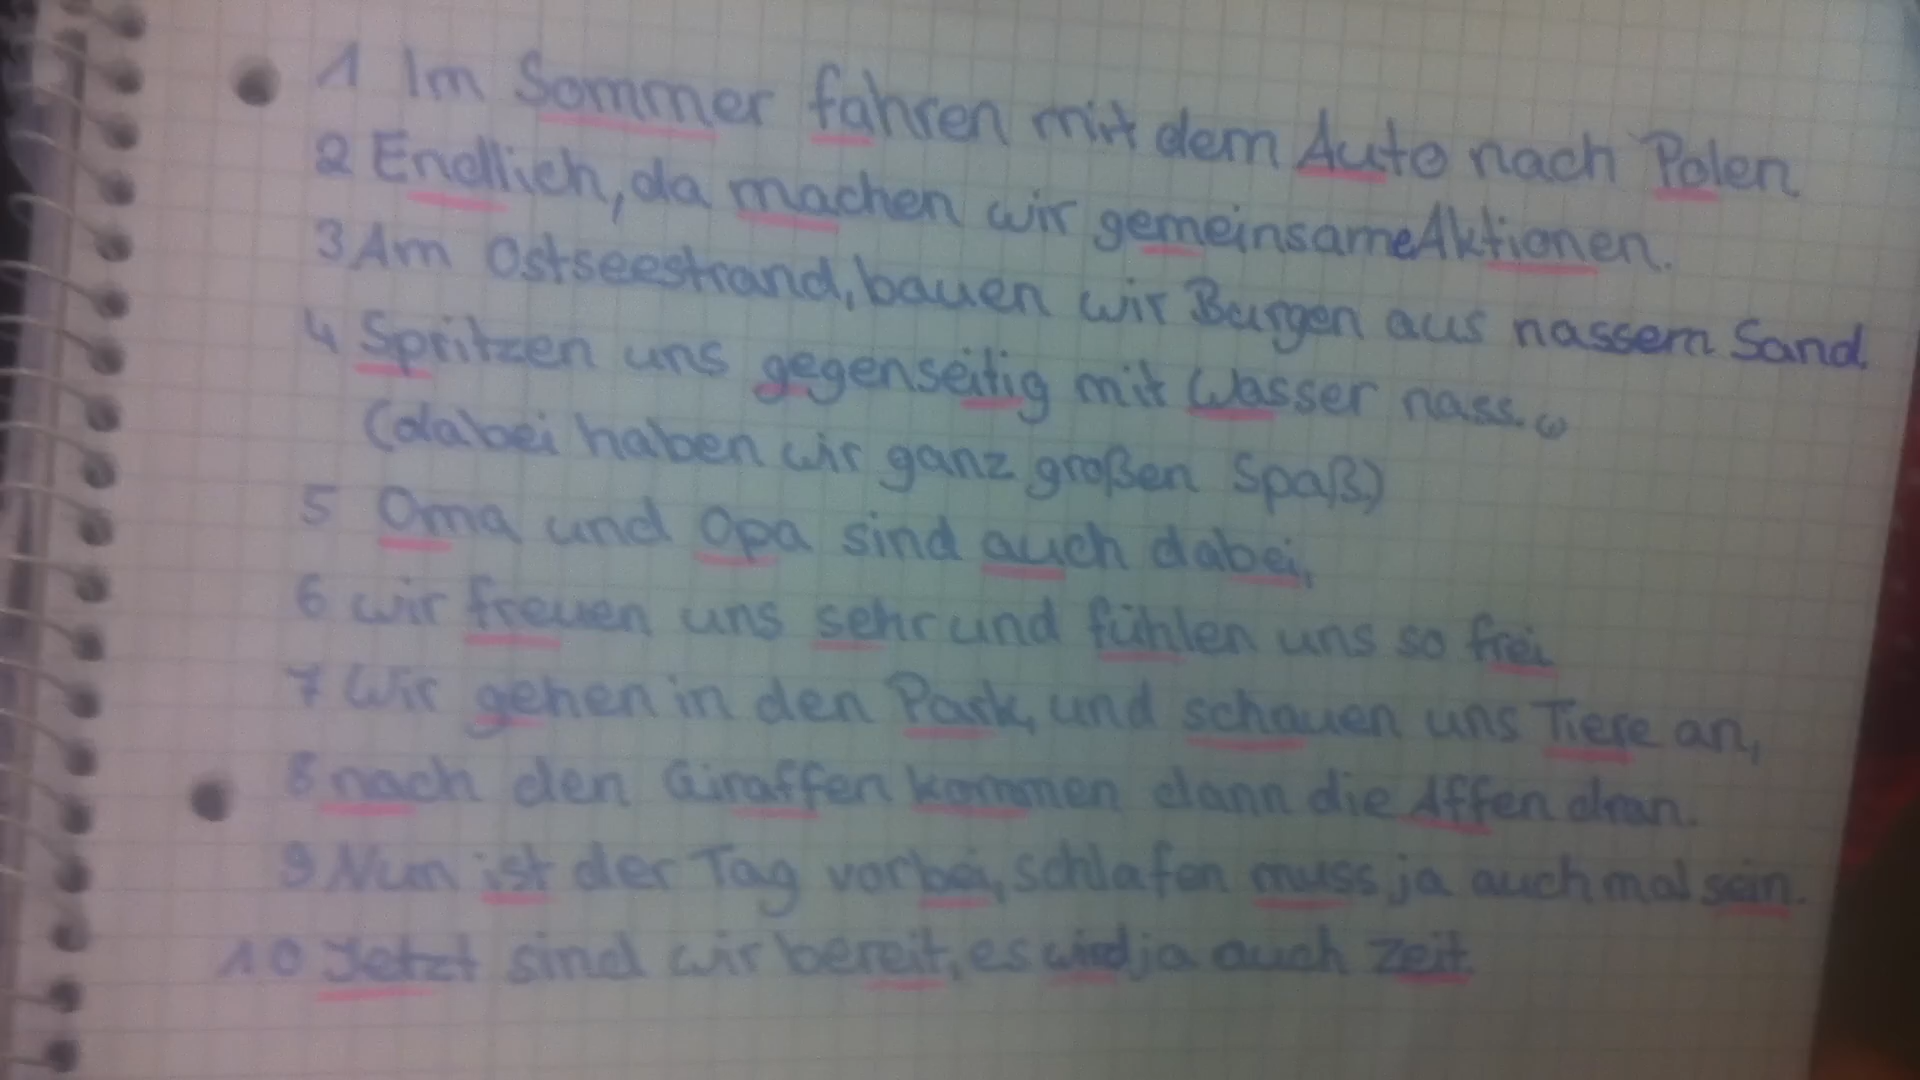 1 Im Sommer fahren mit dem Auto nach Polen.
2 Endlich, da machen wir gemeinsame Aktionen.
3 Am Ostseestrand, bauen wir Burgen aus nassem Sand.
4 Spritzen uns gegenseitig mit Wasser nass.
(dabei haben wir ganz großen Spaß)
5 Oma und Opa sind auch dabei,
6 wir freuen uns sehr und fühlen uns so frei.
7 Wir gehen in den Park, und schauen uns Tiere an,
8 nach den Giraffen kommen dann die Affen dran.
9 Nun ist der Tag vorbei, schlafen muss ja auch mal sein.
10 Jetzt sind wir bereit, es wird ja auch Zeit.